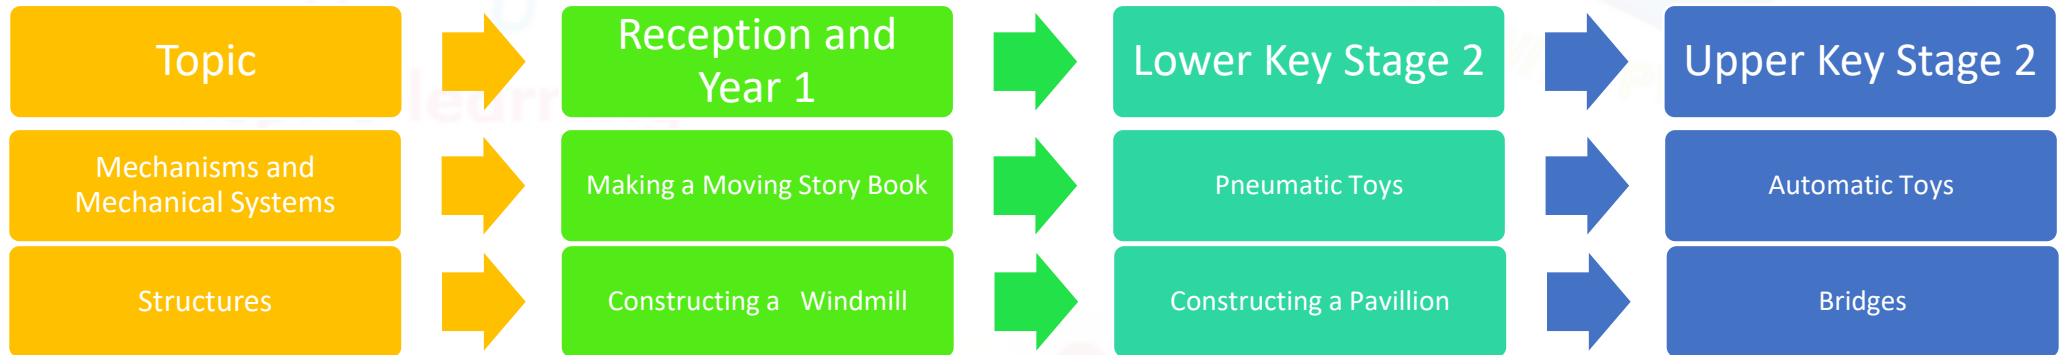 Topic
Reception and
Year 1
Lower Key Stage 2
Upper Key Stage 2
Mechanisms and
Mechanical Systems
Making a Moving Story Book
Pneumatic Toys
Automatic Toys
Structures
Constructing a Windmill
Constructing a Pavillion
Bridges